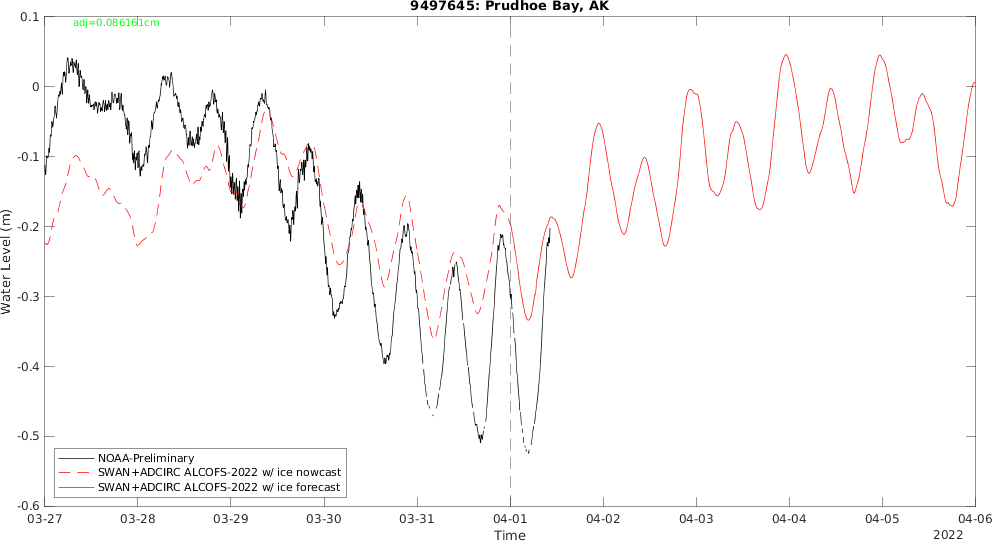 9497645: Prudhoe Bay, AK
adj=0.086161cm
0.1
0
-0.1
-0.2
-0.3
-0.4
-0.5
-0.6
Water Level (m)
NOAA-Preliminary
SWAN+ADCIRC ALCOFS-2022 w/ ice nowcast
SWAN+ADCIRC ALCOFS-2022 w/ ice forecast
03-27 03-28 03-29 03-30 03-31 04-01 04-02 04-03 04-04 04-05 04-06
Time
2022